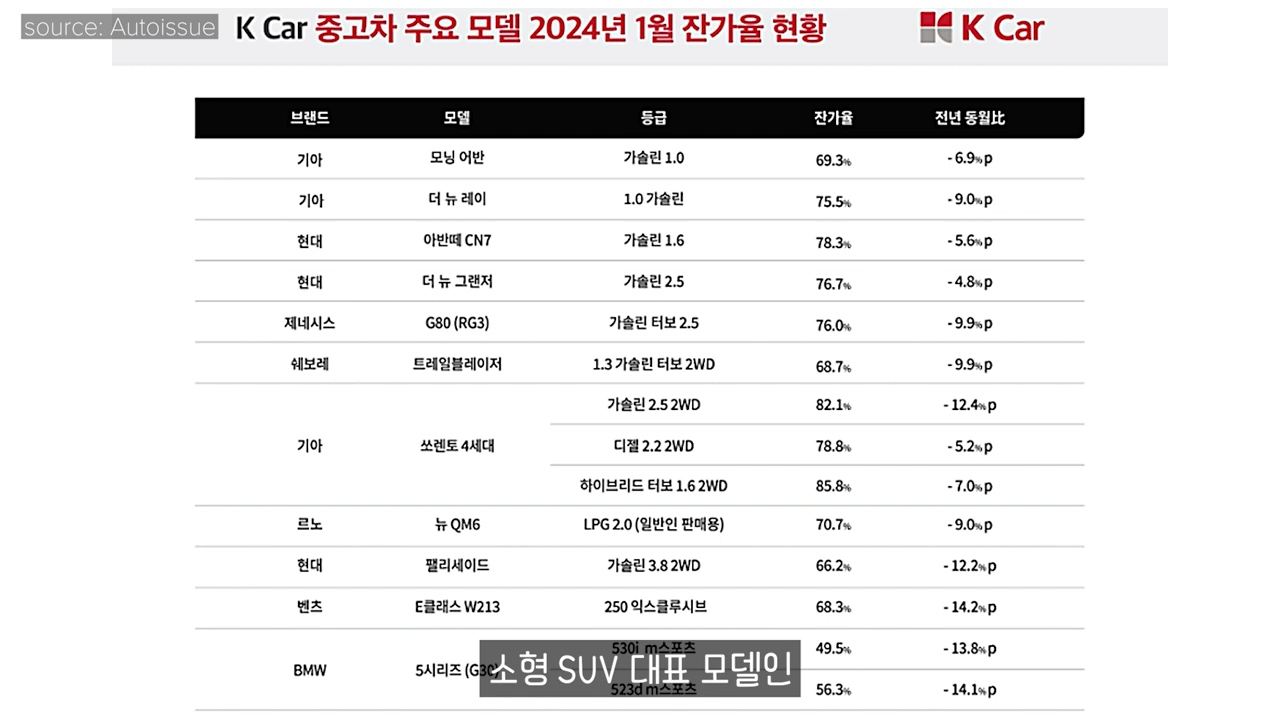 source: Autoissue
K Car 중고차 주요 모델 2024년 1월 잔가율 현황
K Car
브랜드 모델 등급 잔가율 전년 동월比
기아 모닝 어반 가솔린 1.0 69.3% - 6.9%p
기아 더 뉴 레이 1.0 가솔린 75.5% - 9.0%p
현대 아반떼 CN7 가솔린 1.6 78.3% - 5.6%p
현대 더 뉴 그랜저 가솔린 2.5 76.7% - 4.8%p
제네시스 G80 (RG3) 가솔린 터보 2.5 76.0% - 9.9%p
쉐보레 트레일블레이저 1.3 가솔린 터보 2WD 68.7% - 9.9%p
가솔린 2.5 2WD 82.1% - 12.4%p
기아 쏘렌토 4세대 디젤 2.2 2WD 78.8% - 5.2%p
하이브리드 터보 1.6 2WD 85.8% - 7.0%p
르노 뉴 QM6 LPG 2.0 (일반인 판매용) 70.7% - 9.0%p
현대 팰리세이드 가솔린 3.8 2WD 66.2% - 12.2%p
벤츠 E클래스 W213 250 익스클루시브 68.3% - 14.2%p
530i m스포츠 49.5% - 13.8%p
BMW 5시리즈 (G30)
523d m스포츠 56.3% - 14.1%p
소형 SUV 대표 모델인